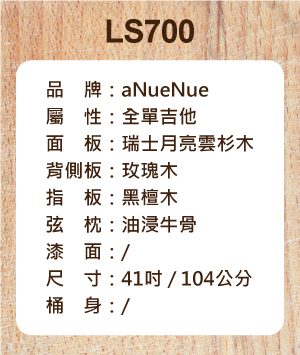 LS700
品　牌：aNueNue
屬　性：全單吉他
面　板：瑞士月亮雲杉木
背側板：玫瑰木
指　板：黑檀木
弦　枕：油浸牛骨
漆　面：/
尺　寸：41吋 / 104公分
桶　身：/